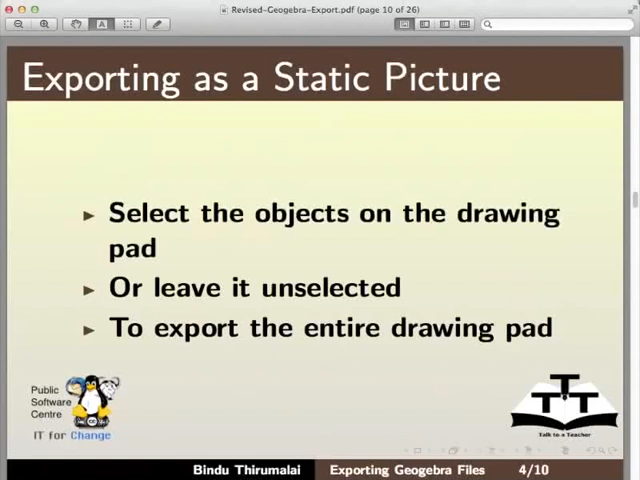 Revised-Geogebra-Export.pdf (page 10 of 26)
Exporting as a Static Picture
Select the objects on the drawing
pad
Or leave it unselected
To export the entire drawing pad
Public
Software
Centre
IT for Change
TTT
Talk to a Teacher
Bindu Thirumalai Exporting Geogebra Files 4/10